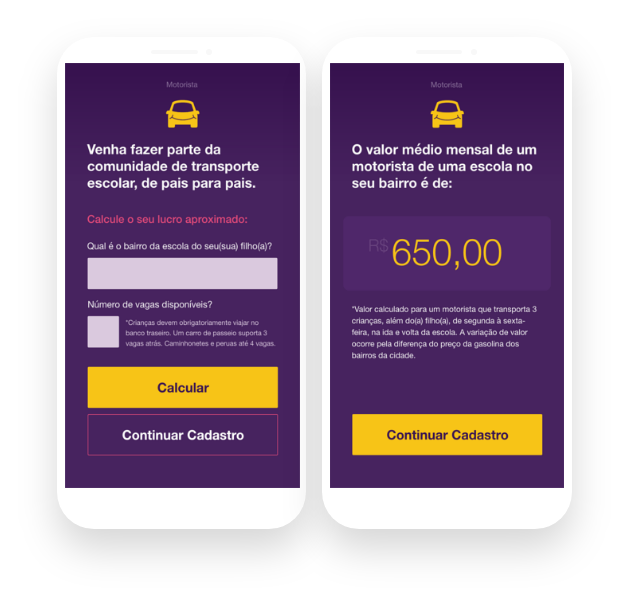 Motorista
Venha fazer parte da
comunidade de transporte
escolar, de pais para pais.
Calcule o seu lucro aproximado:
Qual é o bairro da escola do seu(sua) filho(a)?
Número de vagas disponíveis?
*Crianças devem obrigatoriamente viajar no
banco traseiro. Um carro de passeio suporta 3
vagas atrás. Caminhonetes e peruas até 4 vagas.
Calcular
Continuar Cadastro
Motorista
O valor médio mensal de um
motorista de uma escola no
seu bairro é de:
R$ 650,00
*Valor calculado para um motorista que transporta 3
crianças, além do(a) filho(a), de segunda à sexta-
feira, na ida e volta da escola. A variação de valor
ocorre pela diferença do preço da gasolina dos
bairros da cidade.
Continuar Cadastro